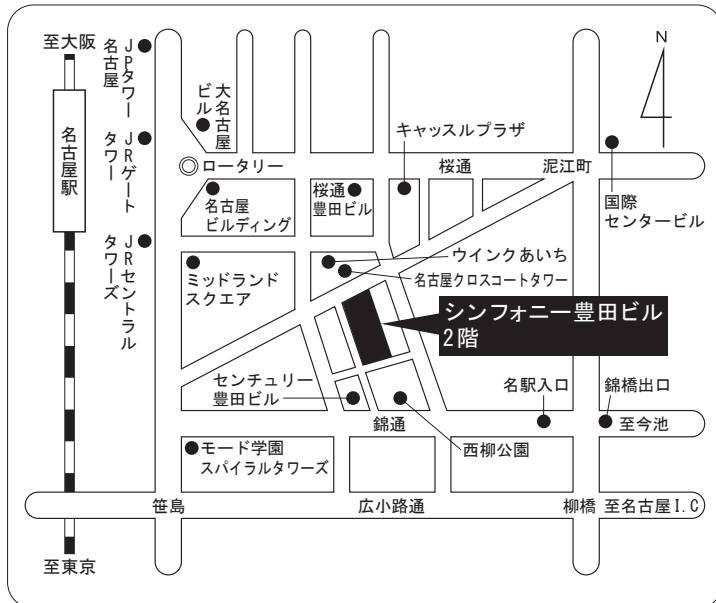 至大阪
JPタワー
名古屋
大名古屋
ビル
N
キャッスルプラザ
名古屋駅
JRゲート
タワー
ロータリー
桜通
泥江町
名古屋
ビルディング
桜通
豊田ビル
国際
センタービル
JRセントラル
タワーズ
ミッドランド
スクエア
ウインクあいち
名古屋クロスコートタワー
シンフォニー豊田ビル
2階
センチュリー
豊田ビル
名駅入口
錦橋出口
錦通
至今池
モード学園
スパイラルタワーズ
西柳公園
笹島
広小路通
柳橋
至名古屋I.C
至東京